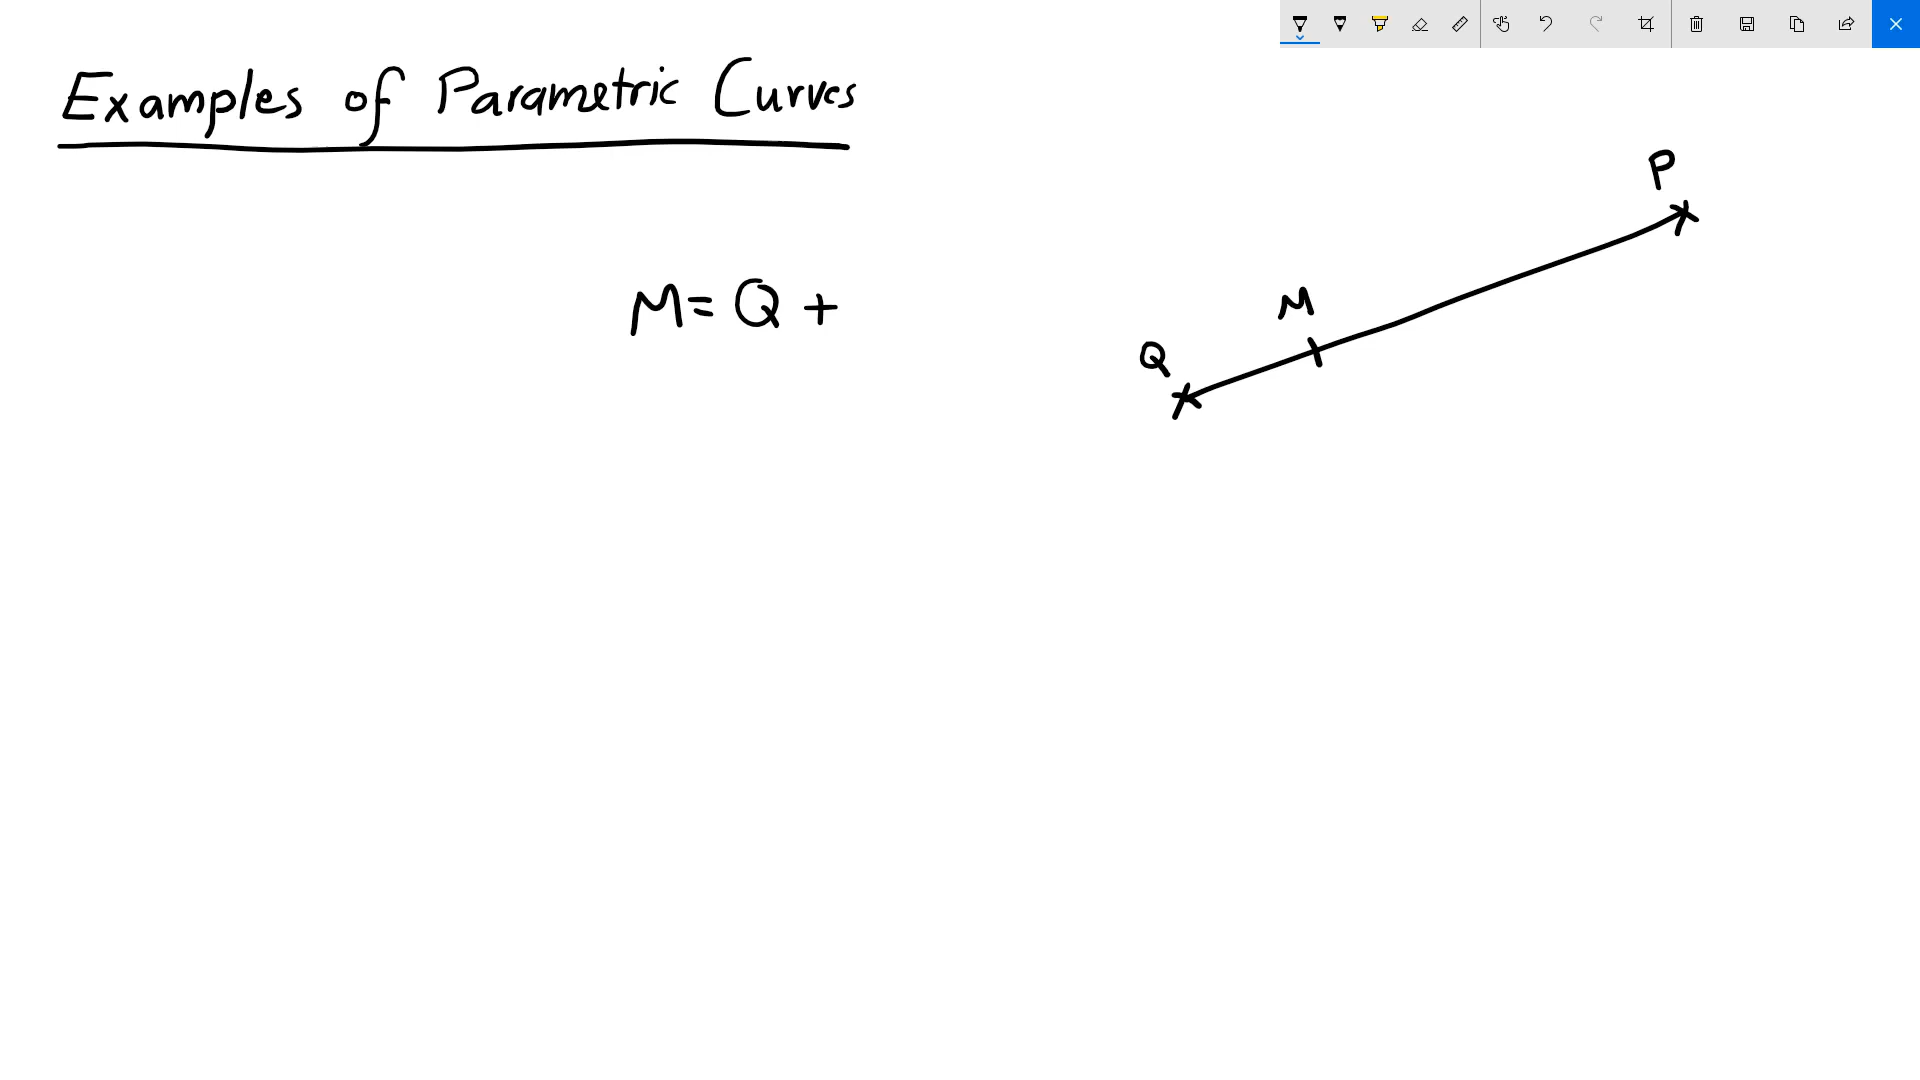 Examples of Parametric Curves
P
M = Q +
M
Q